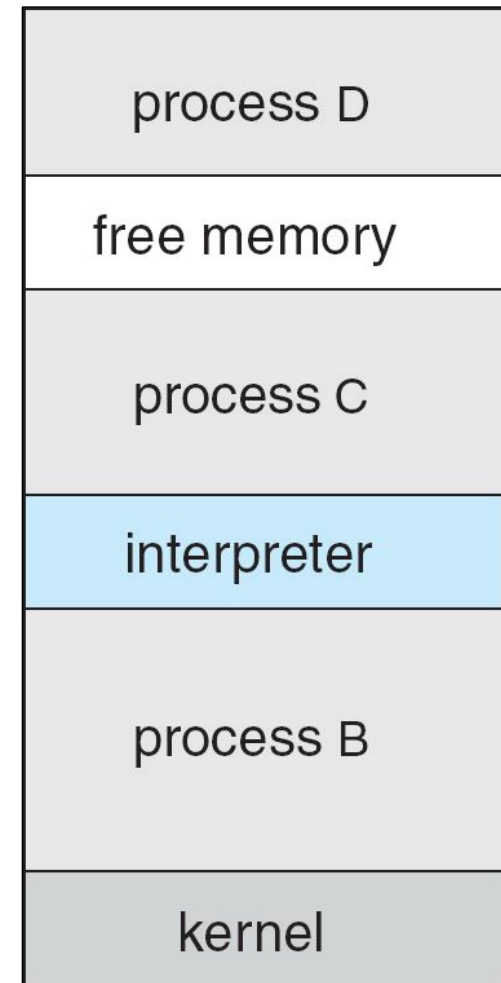 process D
free memory
process C
interpreter
process B
kernel